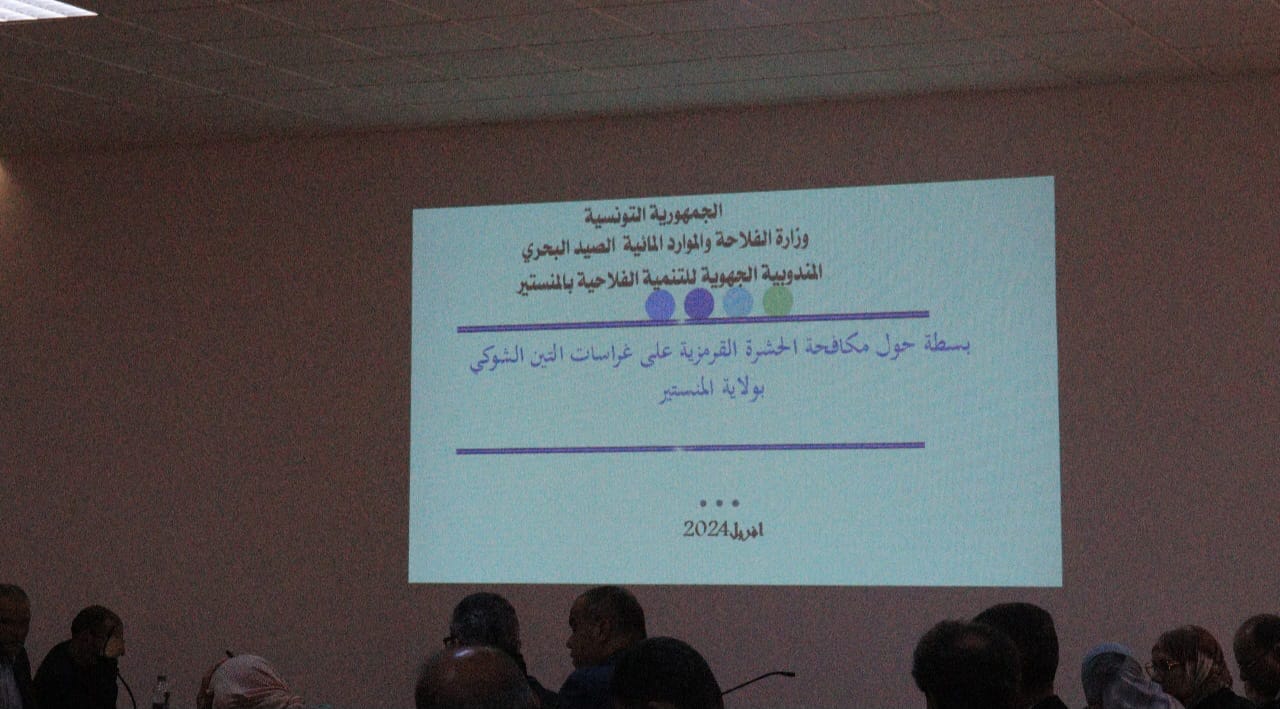 الجمهورية التونسية
وزارة الفلاحة والموارد المائية الصيد البحري
المندوبية الجهوية للتنمية الفلاحية بالمنستير
بسطة حول مكافحة الحشرة القرمزية على غراسات التين الشوكي
بولاية المنستير
افريل2024